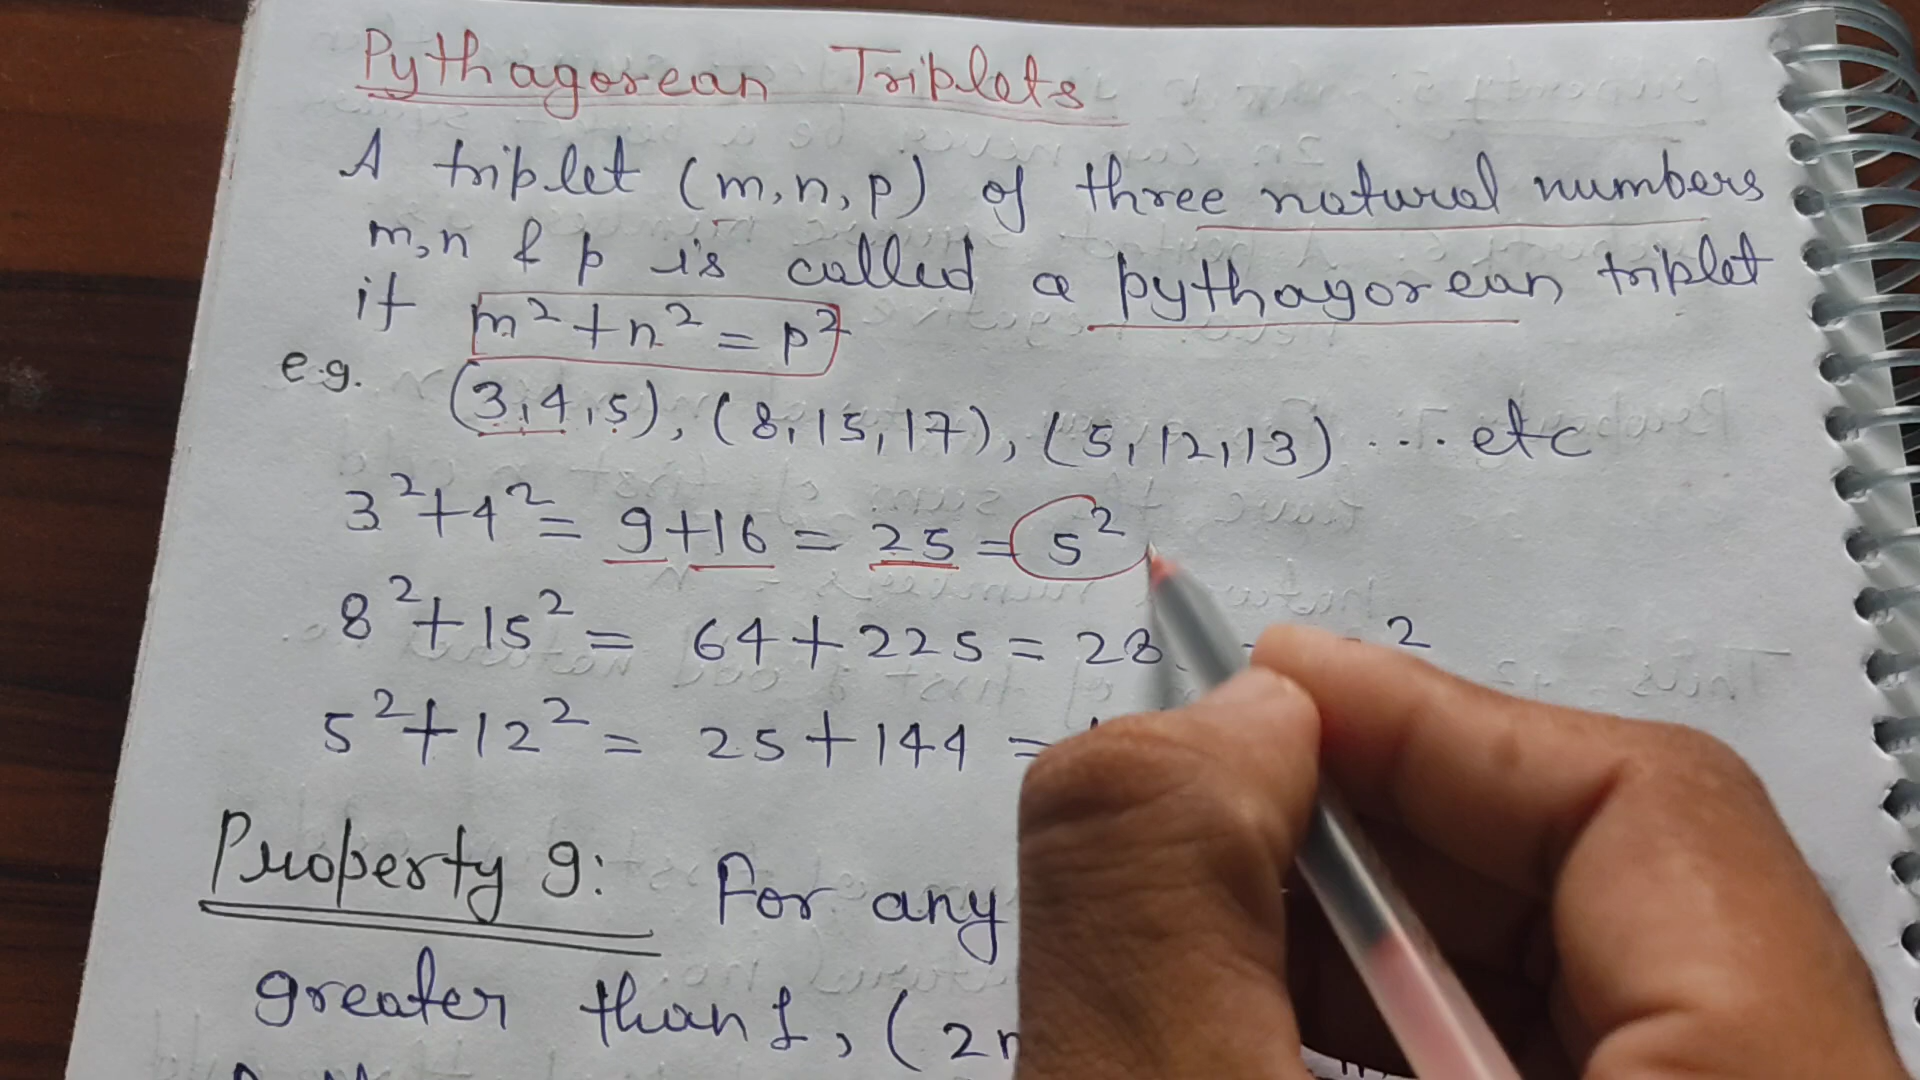 Pythagorean Triplets
A triplet (m,n,p) of three natural numbers
m,n & p is called a pythagorean triplet
if m²+n²=p²
e.g. (3,4,5), (8,15,17), (5,12,13) ... etc
3²+4²= 9+16 = 25 = 5²
8²+15²= 64+225=28 2
5²+12²= 25+144 =
Property 9: For any
greater than 1, (2